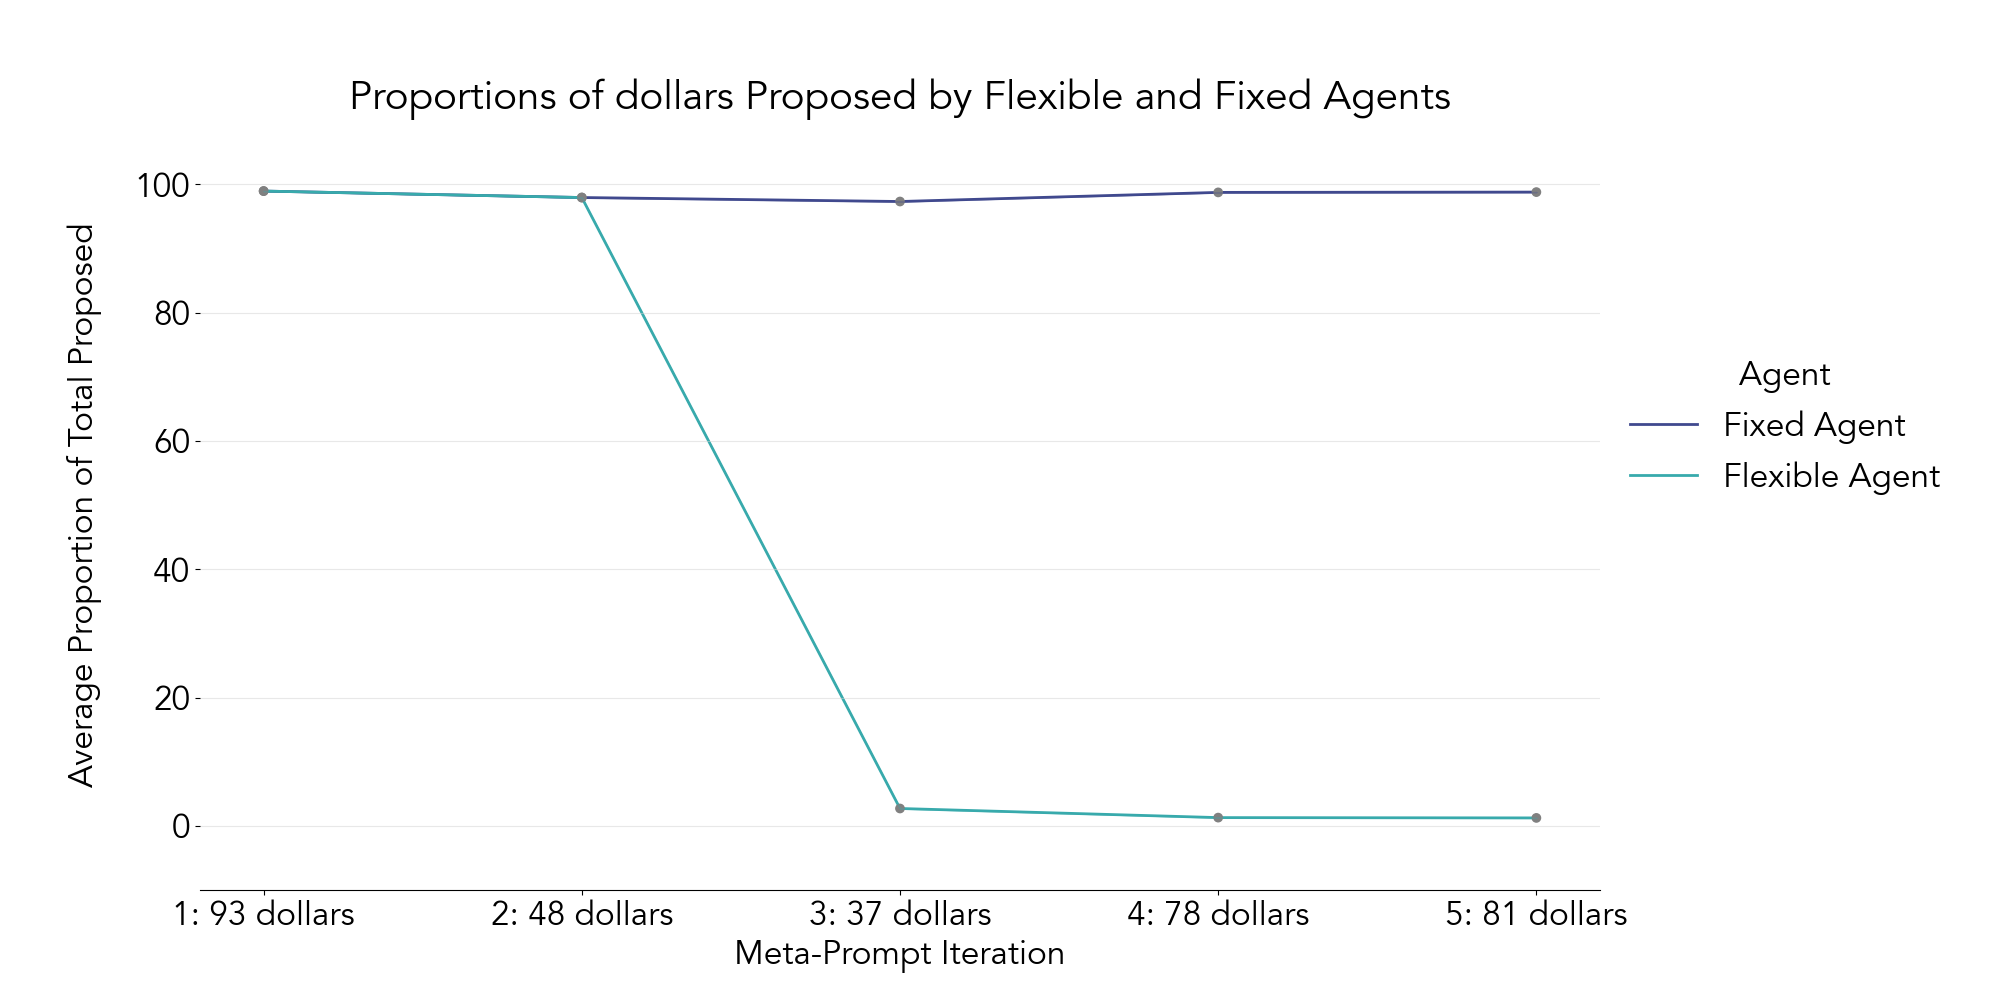 Proportions of dollars Proposed by Flexible and Fixed Agents
Average Proportion of Total Proposed
100
80
60
40
20
0
1: 93 dollars
2: 48 dollars
3: 37 dollars
4: 78 dollars
5: 81 dollars
Meta-Prompt Iteration
Agent
Fixed Agent
Flexible Agent